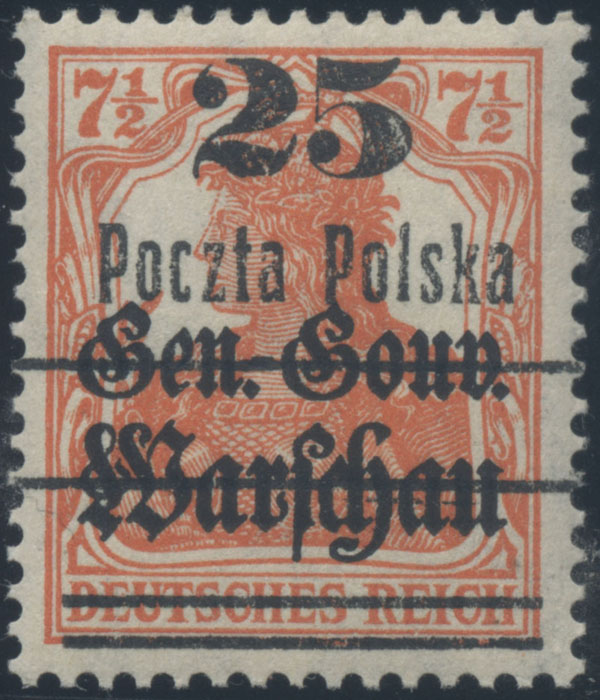 7½ 25 7½
Poczta Polska
Gen.-Gouv.
Warschau
DEUTSCHES REICH